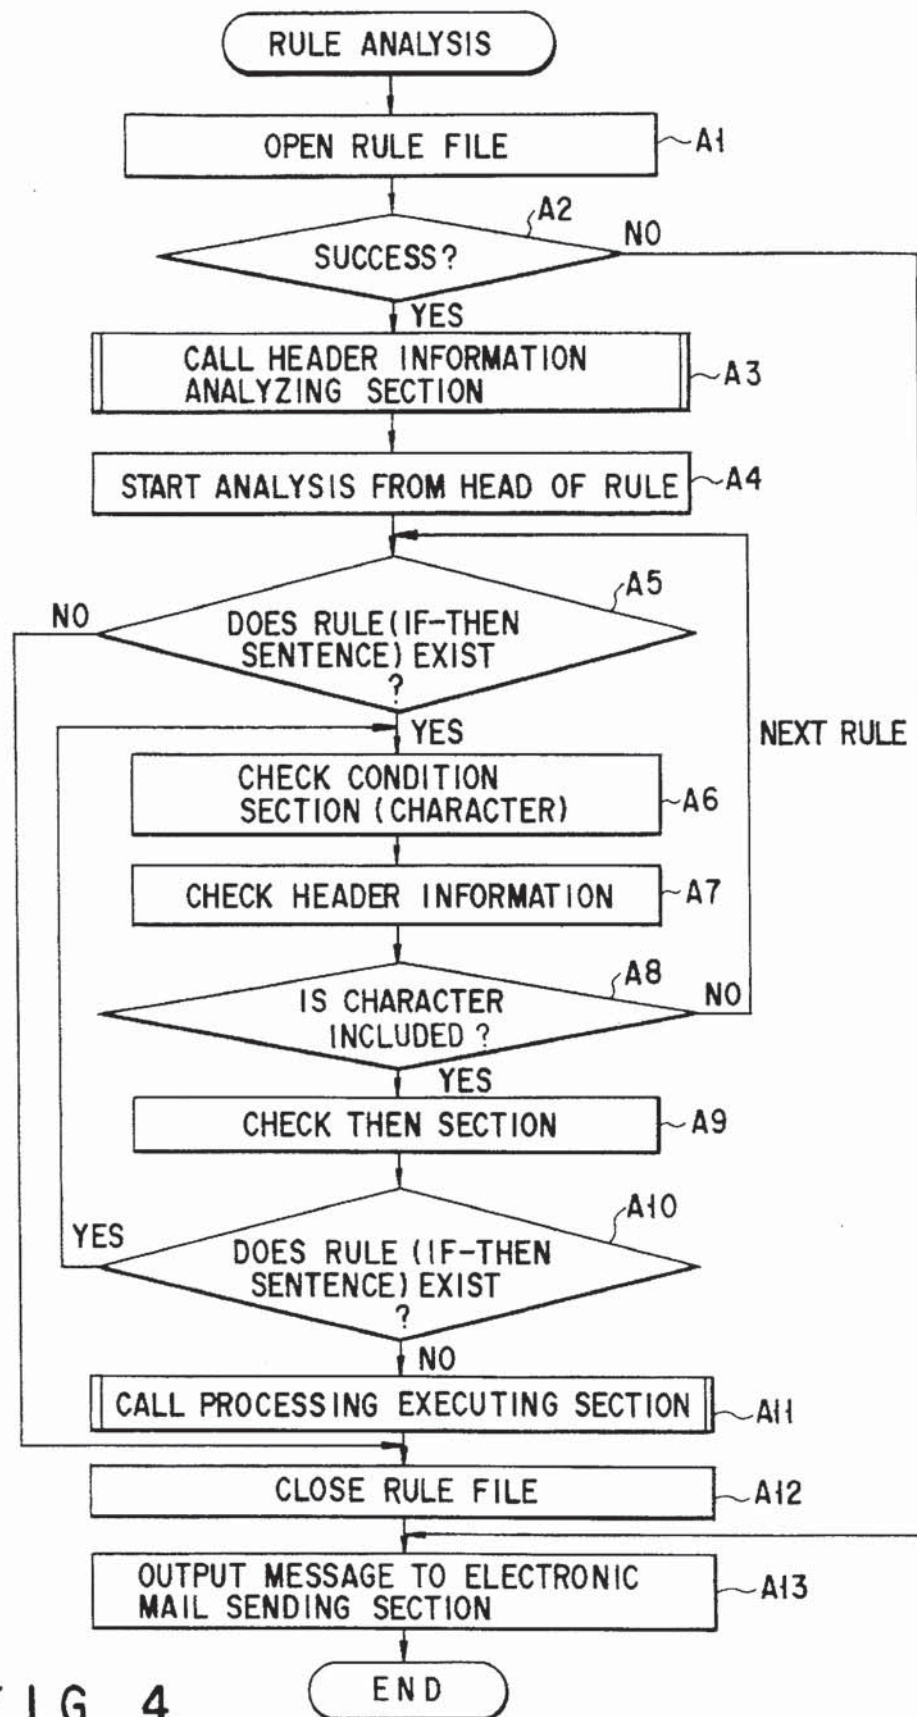 RULE ANALYSIS
OPEN RULE FILE
A1
A2
NO
SUCCESS?
YES
CALL HEADER INFORMATION
ANALYZING SECTION
A3
START ANALYSIS FROM HEAD OF RULE
A4
A5
NO
DOES RULE(IF-THEN
SENTENCE) EXIST
?
YES
NEXT RULE
CHECK CONDITION
SECTION (CHARACTER)
A6
CHECK HEADER INFORMATION
A7
A8
IS CHARACTER
INCLUDED ?
NO
YES
CHECK THEN SECTION
A9
A10
YES
DOES RULE (IF-THEN
SENTENCE) EXIST
?
NO
CALL PROCESSING EXECUTING SECTION
A11
CLOSE RULE FILE
A12
OUTPUT MESSAGE TO ELECTRONIC
MAIL SENDING SECTION
A13
END
FIG. 4